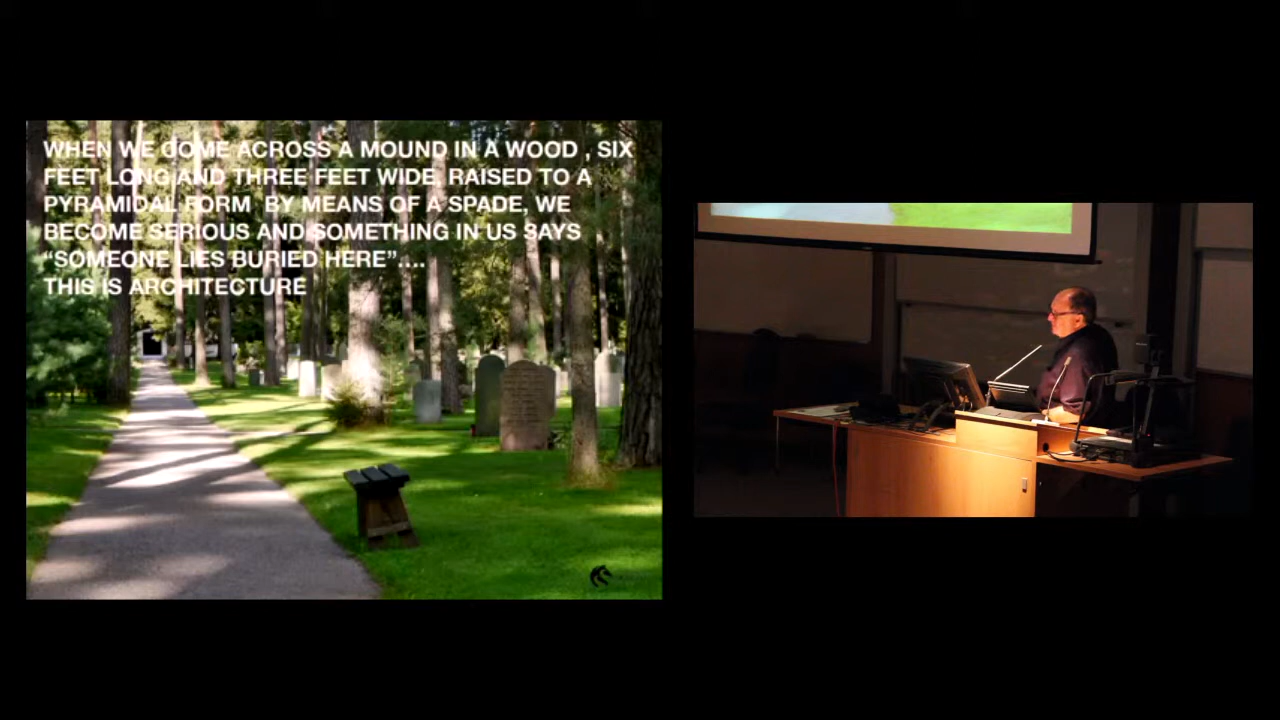 WHEN WE COME ACROSS A MOUND IN A WOOD , SIX
FEET LONG AND THREE FEET WIDE, RAISED TO A
PYRAMIDAL FORM BY MEANS OF A SPADE, WE
BECOME SERIOUS AND SOMETHING IN US SAYS
“SOMEONE LIES BURIED HERE”....
THIS IS ARCHITECTURE